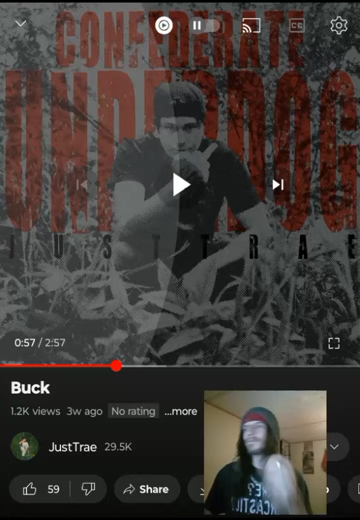 CONFEDERATE
UNDERDOG
JUSTTRAE
CC
0:57 / 2:57
Buck
1.2K views 3w ago No rating ...more
JustTrae 29.5K
59
Share